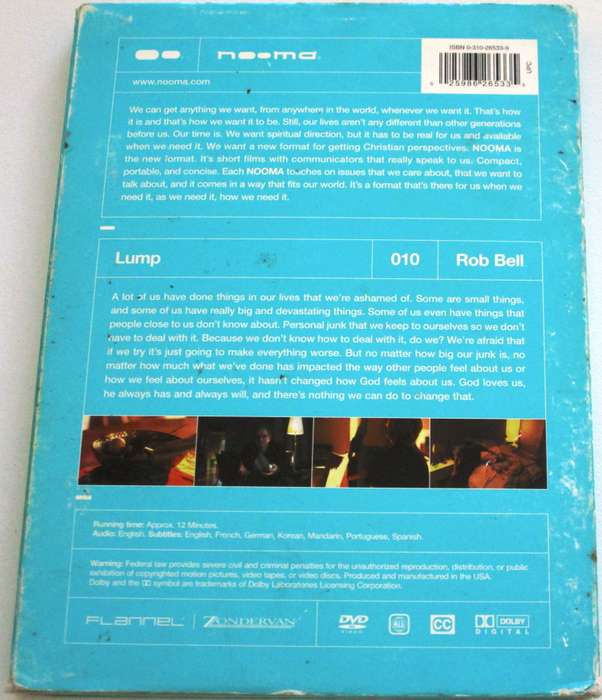 nooma
ISBN 0-310-26533-9
UPC
25986 26533
www.nooma.com
We can get anything we want, from anywhere in the world, whenever we want it. That's how
it is and that's how we want it to be. Still, our lives aren't any different than other generations
before us. Our time is. We want spiritual direction, but it has to be real for us and available
when we need it. We want a new format for getting Christian perspectives. NOOMA is
the new format. It's short films with communicators that really speak to us. Compact,
portable, and concise. Each NOOMA touches on issues that we care about, that we want to
talk about, and it comes in a way that fits our world. It's a format that's there for us when we
need it, as we need it, how we need it.
Lump 010 Rob Bell
A lot of us have done things in our lives that we're ashamed of. Some are small things,
and some of us have really big and devastating things. Some of us even have things that
people close to us don't know about. Personal junk that we keep to ourselves so we don't
have to deal with it. Because we don't know how to deal with it, do we? We're afraid that
if we try it's just going to make everything worse. But no matter how big our junk is, no
matter how much what we've done has impacted the way other people feel about us or
how we feel about ourselves, it hasn't changed how God feels about us. God loves us,
he always has and always will, and there's nothing we can do to change that.
Running time: Approx. 12 Minutes.
Audio: English. Subtitles: English, French, German, Korean, Mandarin, Portuguese, Spanish.
Warning: Federal law provides severe civil and criminal penalties for the unauthorized reproduction, distribution, or public
exhibition of copyrighted motion pictures, video tapes, or video discs. Produced and manufactured in the USA.
Dolby and the DD symbol are trademarks of Dolby Laboratories Licensing Corporation.
FLANNEL ZONDERVAN DVD VIDEO ALL CC DOLBY DIGITAL